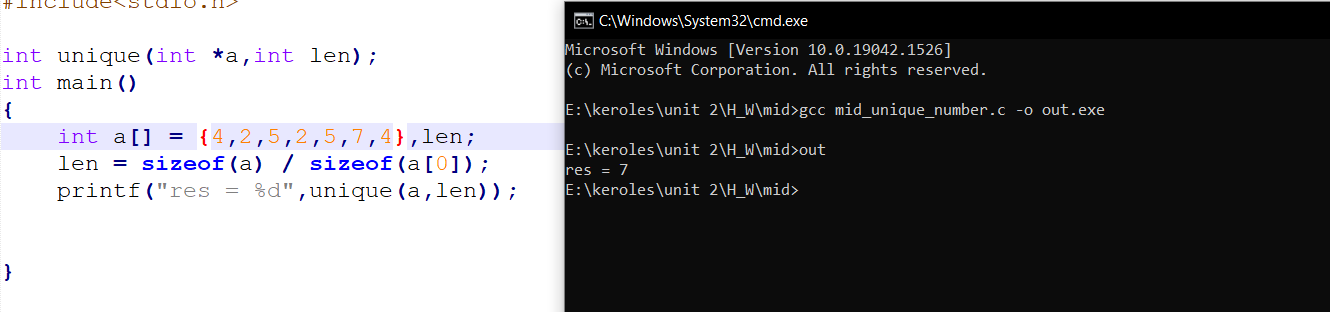 #include<stdio.h>
int unique(int *a,int len);
int main()
{
int a[] = {4,2,5,2,5,7,4},len;
len = sizeof(a) / sizeof(a[0]);
printf("res = %d",unique(a,len));
}
C:\Windows\System32\cmd.exe
Microsoft Windows [Version 10.0.19042.1526]
(c) Microsoft Corporation. All rights reserved.
E:\keroles\unit 2\H_W\mid>gcc mid_unique_number.c -o out.exe
E:\keroles\unit 2\H_W\mid>out
res = 7
E:\keroles\unit 2\H_W\mid>